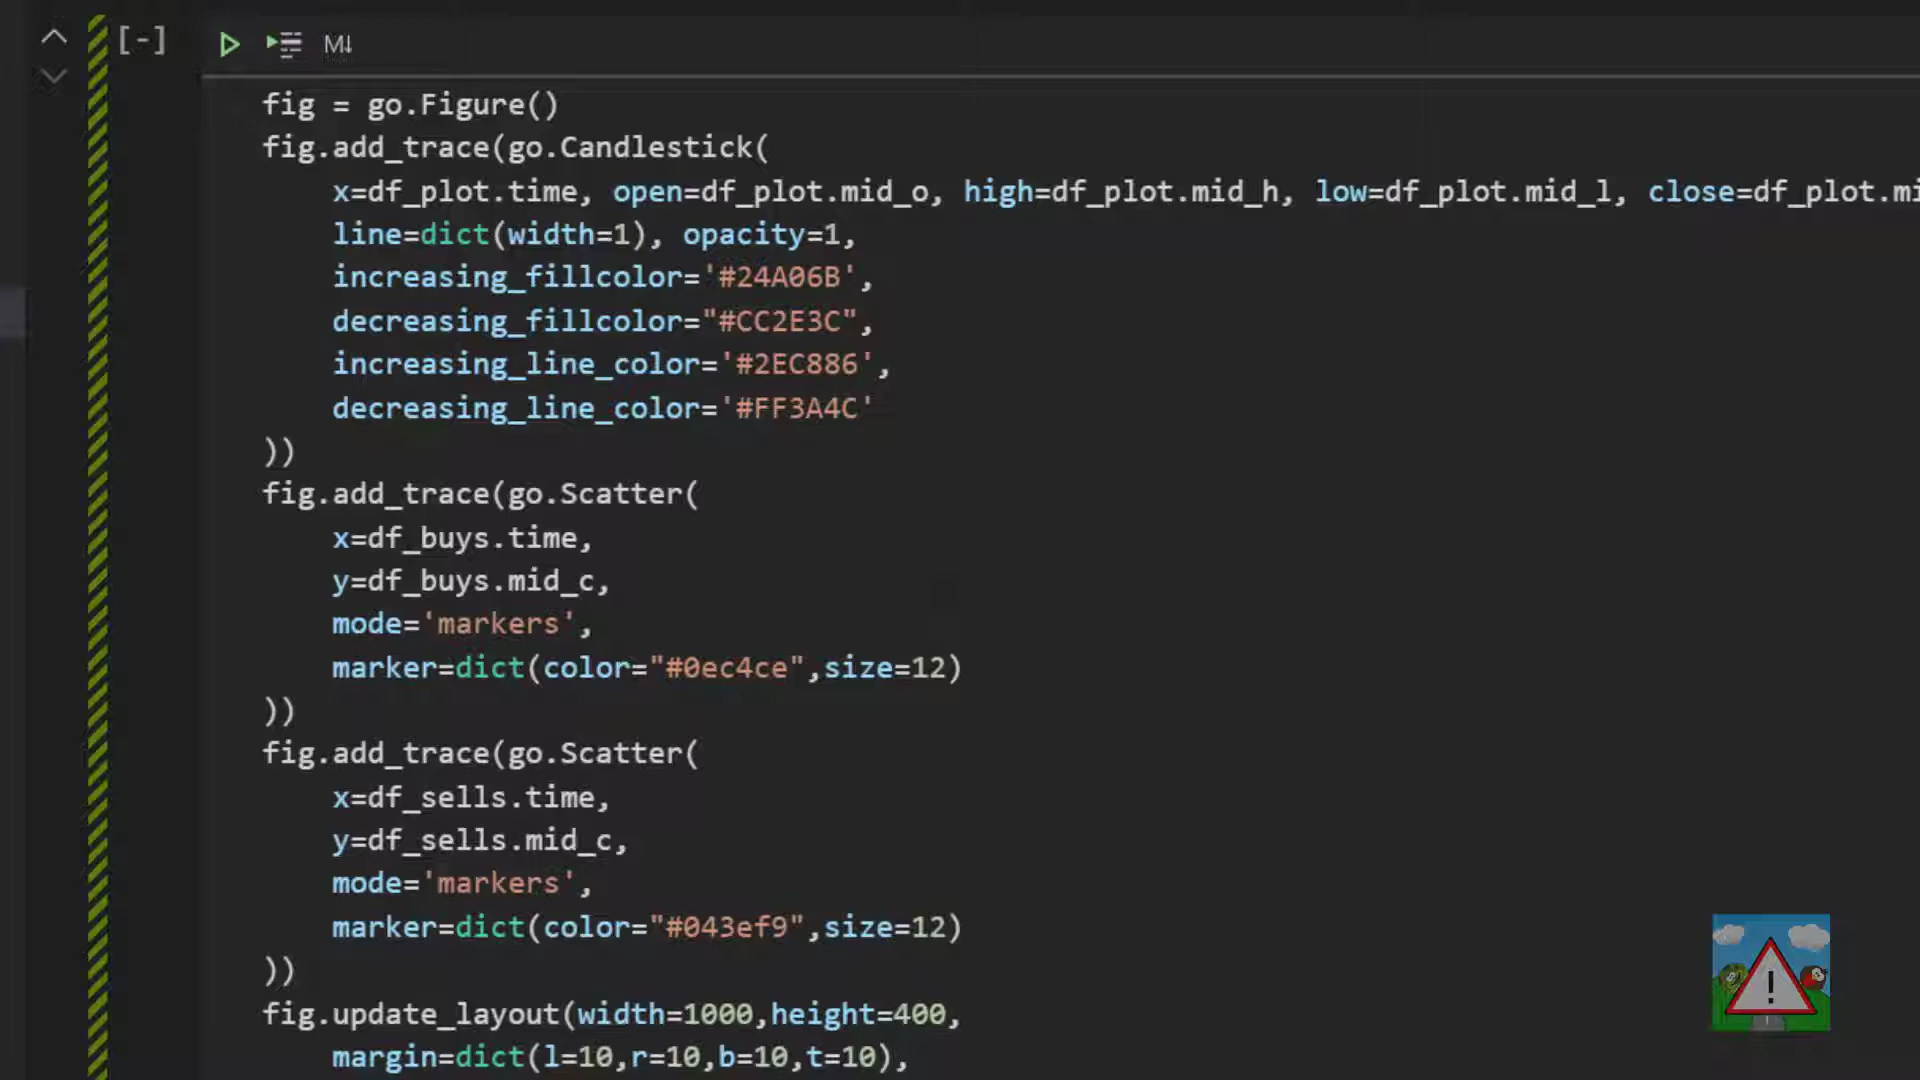 [-] M↓
fig = go.Figure()
fig.add_trace(go.Candlestick(
x=df_plot.time, open=df_plot.mid_o, high=df_plot.mid_h, low=df_plot.mid_l, close=df_plot.mi
line=dict(width=1), opacity=1,
increasing_fillcolor='#24A06B',
decreasing_fillcolor="#CC2E3C",
increasing_line_color='#2EC886',
decreasing_line_color='#FF3A4C'
))
fig.add_trace(go.Scatter(
x=df_buys.time,
y=df_buys.mid_c,
mode='markers',
marker=dict(color="#0ec4ce",size=12)
))
fig.add_trace(go.Scatter(
x=df_sells.time,
y=df_sells.mid_c,
mode='markers',
marker=dict(color="#043ef9",size=12)
))
fig.update_layout(width=1000,height=400,
margin=dict(l=10,r=10,b=10,t=10),
!